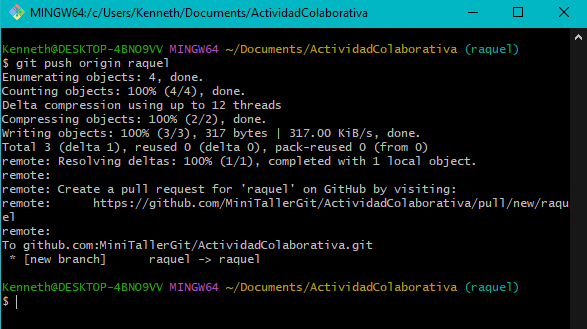 MINGW64:/c/Users/Kenneth/Documents/ActividadColaborativa
Kenneth@DESKTOP-4BNO9VV MINGW64 ~/Documents/ActividadColaborativa (raquel)
$ git push origin raquel
Enumerating objects: 4, done.
Counting objects: 100% (4/4), done.
Delta compression using up to 12 threads
Compressing objects: 100% (2/2), done.
Writing objects: 100% (3/3), 317 bytes | 317.00 KiB/s, done.
Total 3 (delta 1), reused 0 (delta 0), pack-reused 0 (from 0)
remote: Resolving deltas: 100% (1/1), completed with 1 local object.
remote:
remote: Create a pull request for 'raquel' on GitHub by visiting:
remote:      https://github.com/MiniTallerGit/ActividadColaborativa/pull/new/raqu
el
remote:
To github.com:MiniTallerGit/ActividadColaborativa.git
 * [new branch]      raquel -> raquel
Kenneth@DESKTOP-4BNO9VV MINGW64 ~/Documents/ActividadColaborativa (raquel)
$